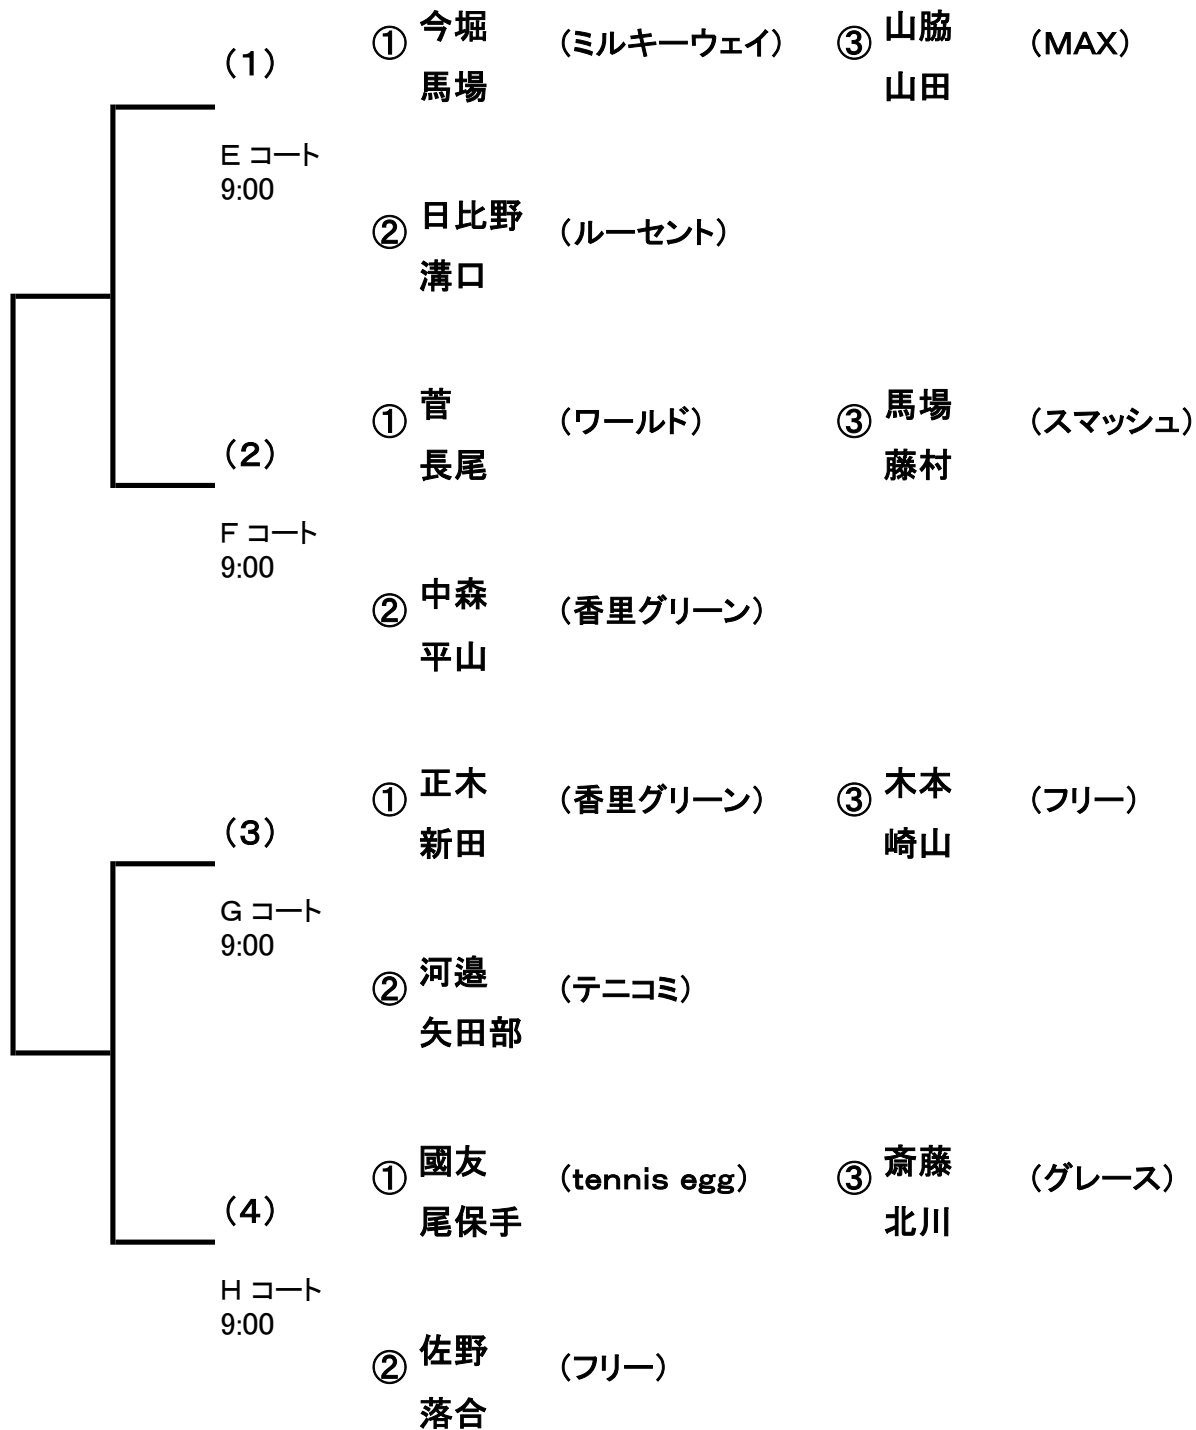 ① 今堀 （ミルキーウェイ） ③ 山脇 （MAX）
（１）
馬場 山田
E コート
9:00
② 日比野 （ルーセント）
溝口
① 菅 （ワールド） ③ 馬場 （スマッシュ）
（２）
長尾 藤村
F コート
9:00
② 中森 （香里グリーン）
平山
① 正木 （香里グリーン） ③ 木本 （フリー）
（３）
新田 崎山
G コート
9:00
② 河邉 （テニコミ）
矢田部
① 國友 （tennis egg） ③ 斎藤 （グレース）
（４）
尾保手 北川
H コート
9:00
② 佐野 （フリー）
落合